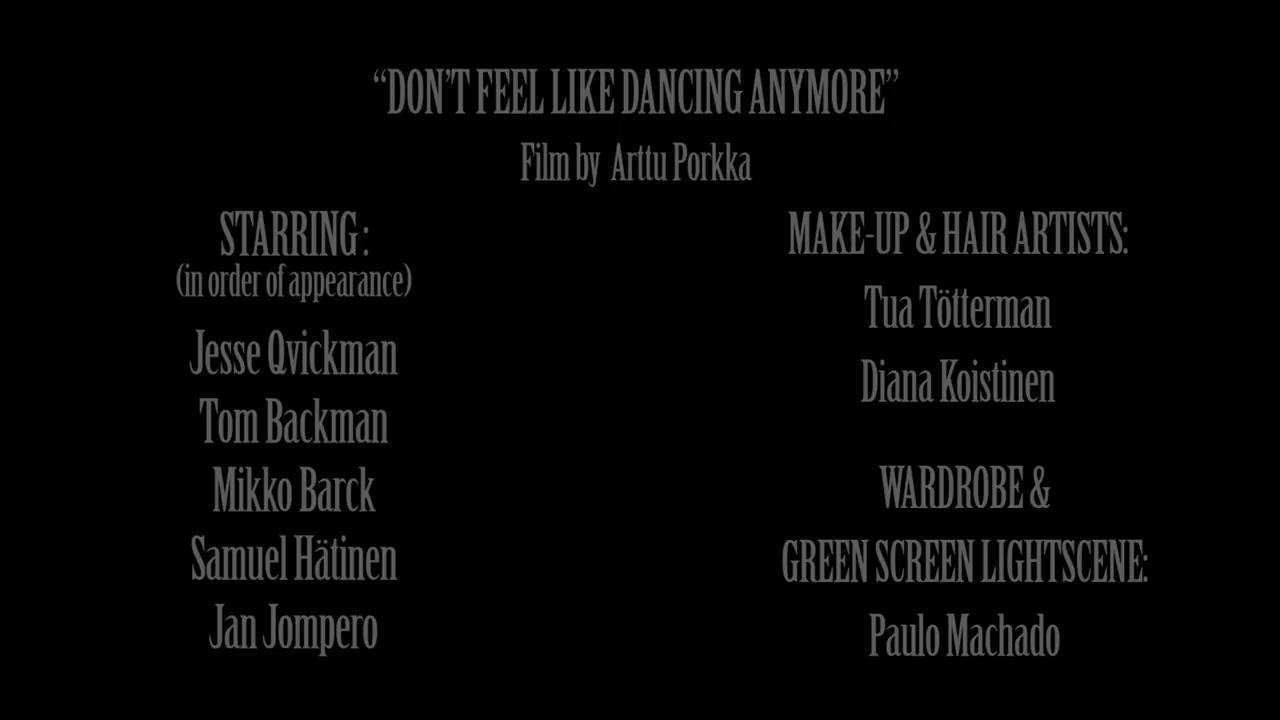 “DON’T FEEL LIKE DANCING ANYMORE”
Film by Arttu Porkka
STARRING :
(in order of appearance)
Jesse Qvickman
Tom Backman
Mikko Barck
Samuel Hätinen
Jan Jompero
MAKE-UP & HAIR ARTISTS:
Tua Tötterman
Diana Koistinen
WARDROBE &
GREEN SCREEN LIGHTSCENE:
Paulo Machado